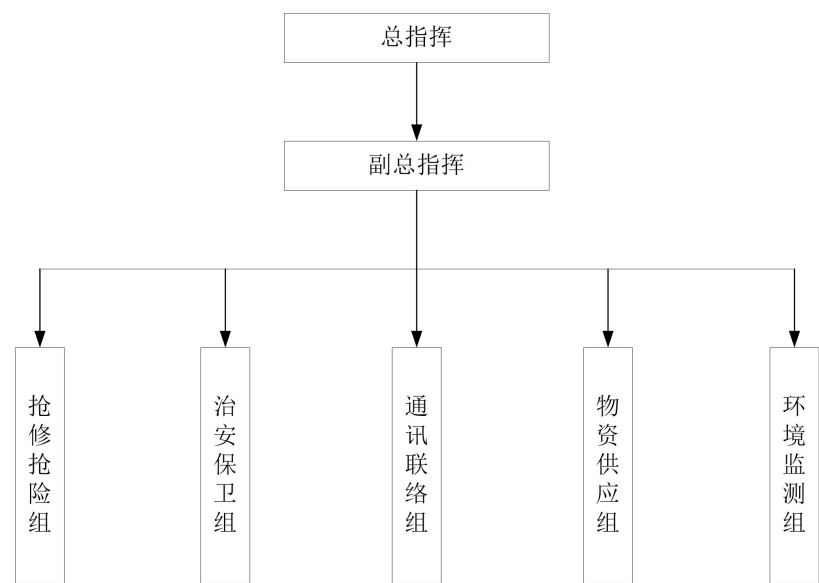 总指挥
副总指挥
抢修抢险组
治安保卫组
通讯联络组
物资供应组
环境监测组